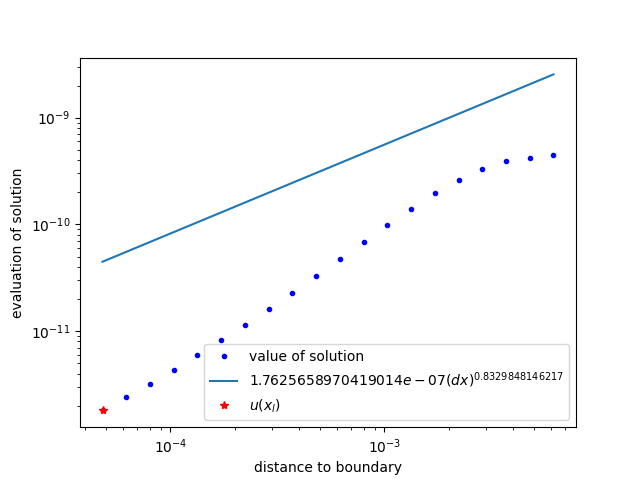 10⁻⁹
10⁻¹⁰
10⁻¹¹
evaluation of solution
value of solution
1.7625658970419014e − 07(dx)^0.8329848146217
u(x_l)
10⁻⁴
10⁻³
distance to boundary